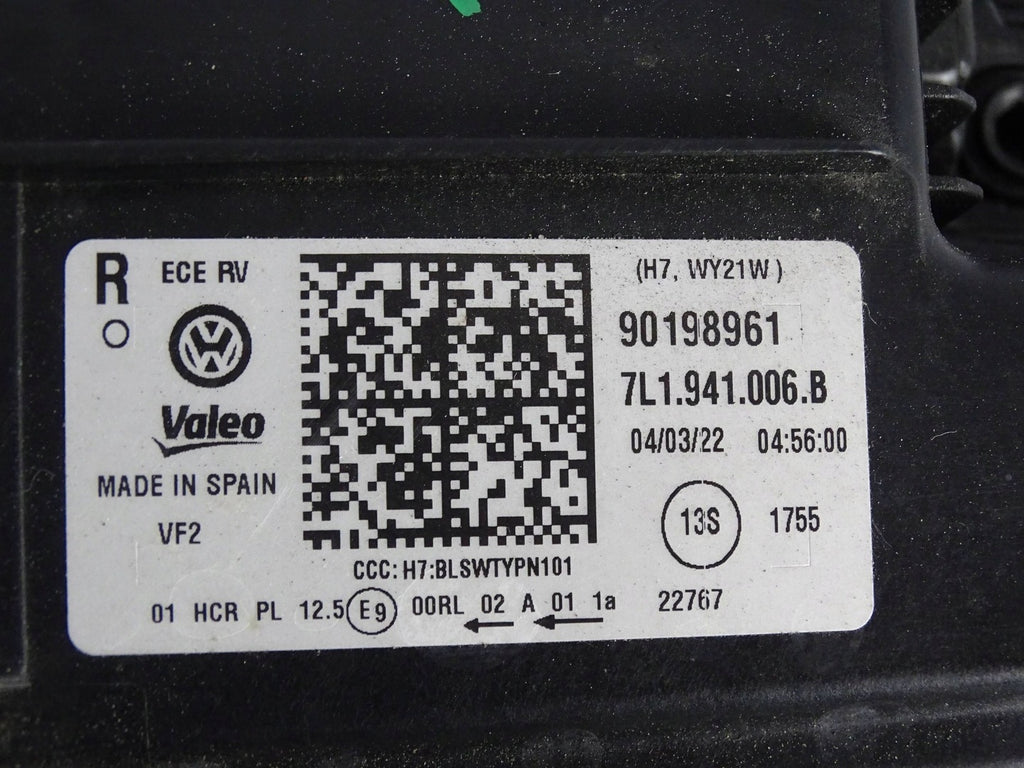 R ECE RV
Valeo
MADE IN SPAIN
VF2
(H7, WY21W)
90198961
7L1.941.006.B
04/03/22 04:56:00
13S 1755
CCC: H7:BLSWTYPN101
01 HCR PL 12.5 E9 00RL 02 A 01 1a 22767